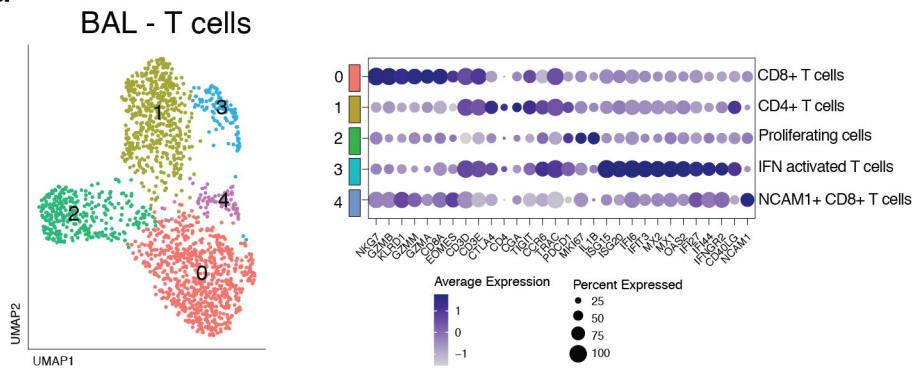 BAL - T cells
1
3
2
4
0
UMAP2
UMAP1
0 CD8+ T cells
1 CD4+ T cells
2 Proliferating cells
3 IFN activated T cells
4 NCAM1+ CD8+ T cells
NKG7 GZMB KLRD1 GZMM GZMA CD8A EOMES CD3D CD3E CTLA4 CD4 TIGIT CCR5 TRAC PDCD1 MKI67 IL1B ISG15 ISG20 IFI6 IFIT3 MX2 MX1 OAS2 IFI27 IFI44 IFNGR2 CD40LG NCAM1
Average Expression
1
0
−1
Percent Expressed
25
50
75
100